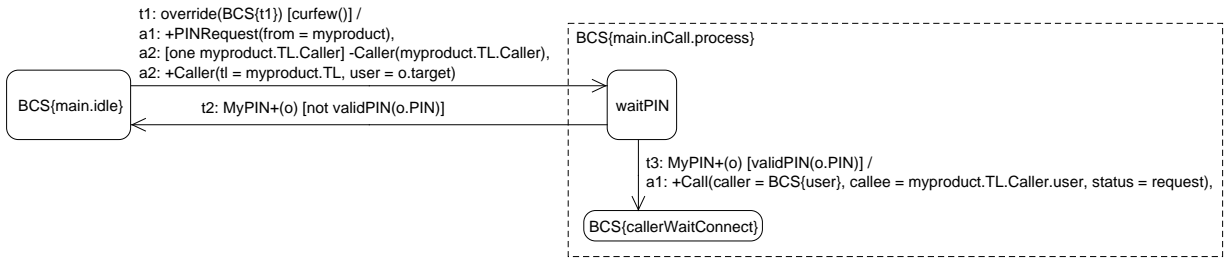 t1: override(BCS{t1}) [curfew()] /
a1: +PINRequest(from = myproduct),
a2: [one myproduct.TL.Caller] -Caller(myproduct.TL.Caller),
a2: +Caller(tl = myproduct.TL, user = o.target)
BCS{main.inCall.process}
BCS{main.idle}
t2: MyPIN+(o) [not validPIN(o.PIN)]
waitPIN
t3: MyPIN+(o) [validPIN(o.PIN)] /
a1: +Call(caller = BCS{user}, callee = myproduct.TL.Caller.user, status = request),
BCS{callerWaitConnect}